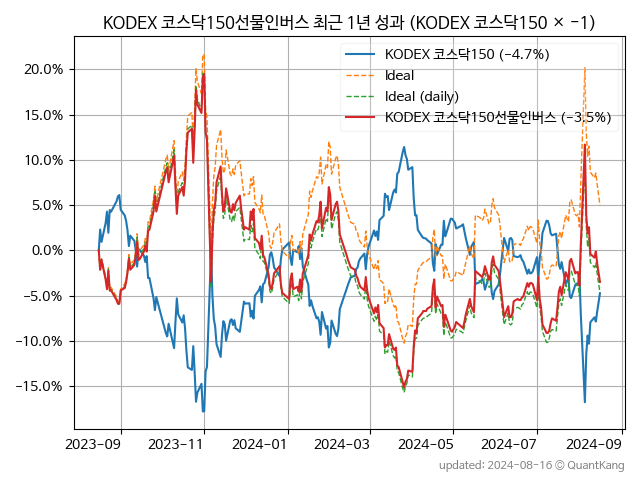 KODEX 코스닥150선물인버스 최근 1년 성과 (KODEX 코스닥150 × −1)
KODEX 코스닥150 (−4.7%)
Ideal
Ideal (daily)
KODEX 코스닥150선물인버스 (−3.5%)
20.0%
15.0%
10.0%
5.0%
0.0%
−5.0%
−10.0%
−15.0%
2023-09 2023-11 2024-01 2024-03 2024-05 2024-07 2024-09
updated: 2024-08-16 © QuantKang